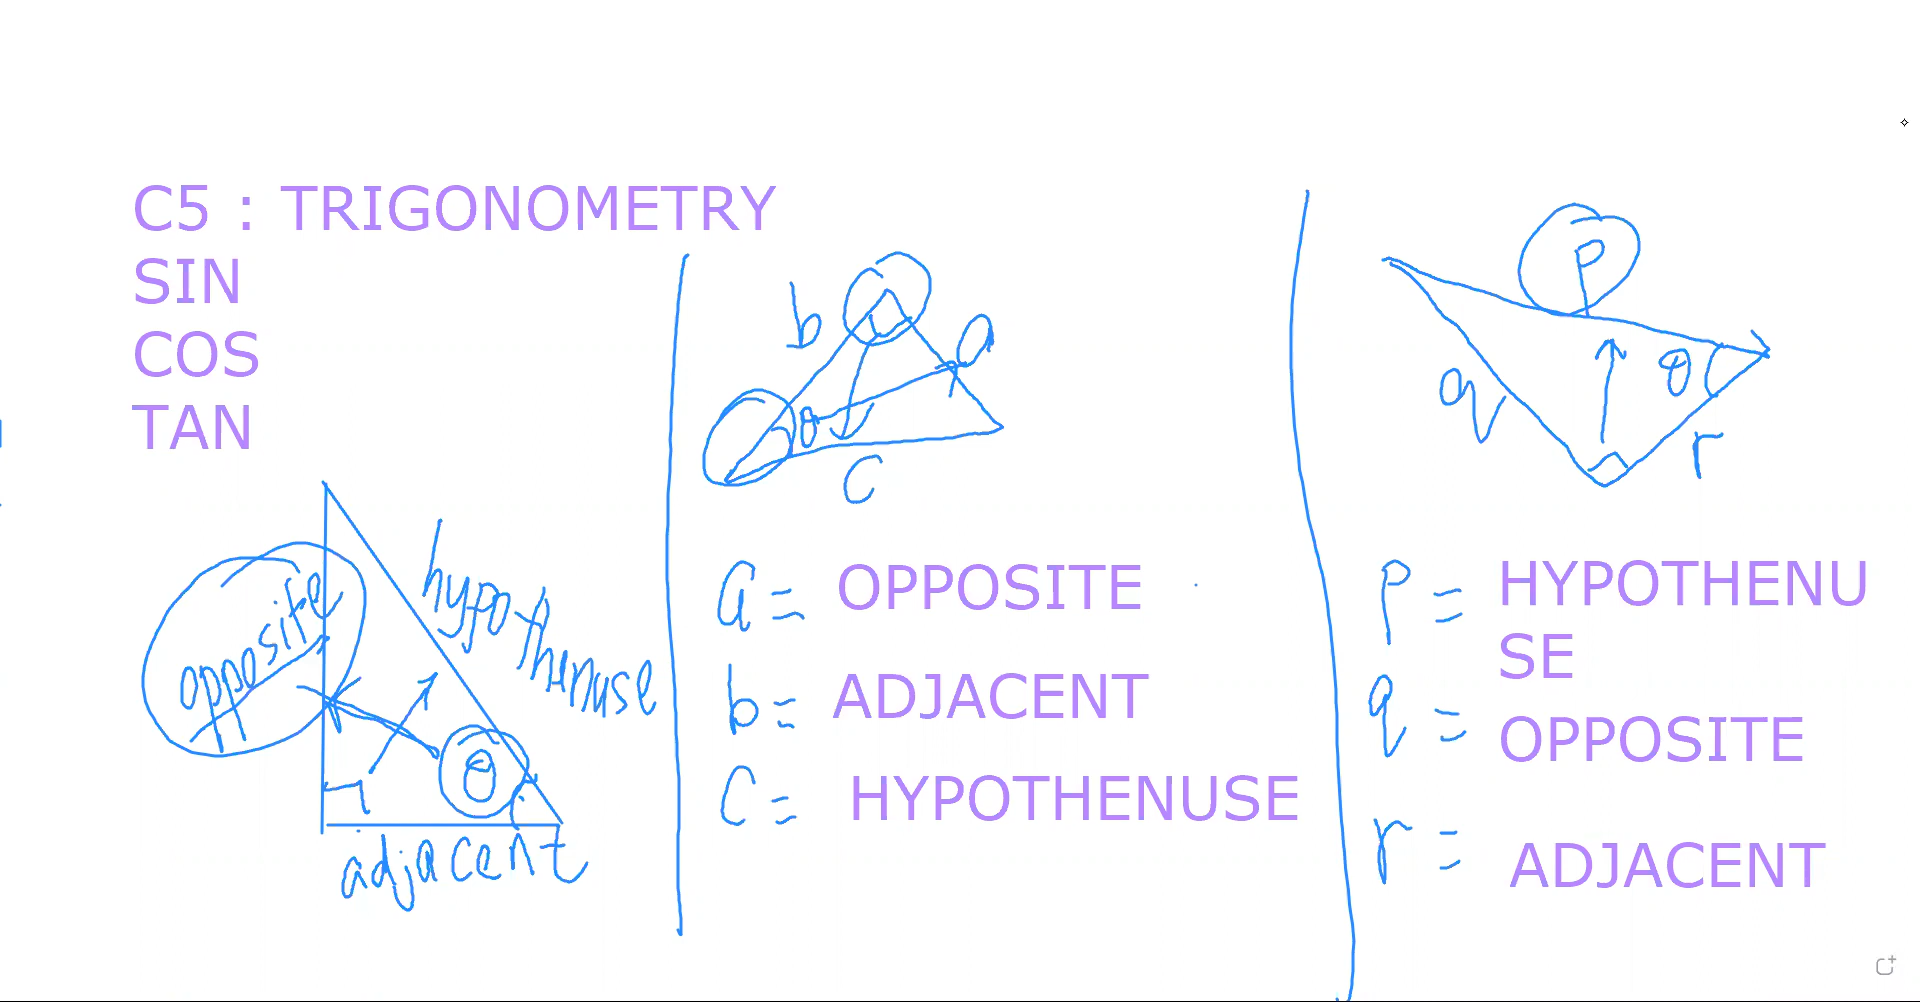 C5 : TRIGONOMETRY
SIN
COS
TAN
opposite
hypothenuse
θ
adjacent
b
a
θ
c
a = OPPOSITE
b = ADJACENT
c = HYPOTHENUSE
P
q
θ
r
P = HYPOTHENU
SE
q = OPPOSITE
r = ADJACENT